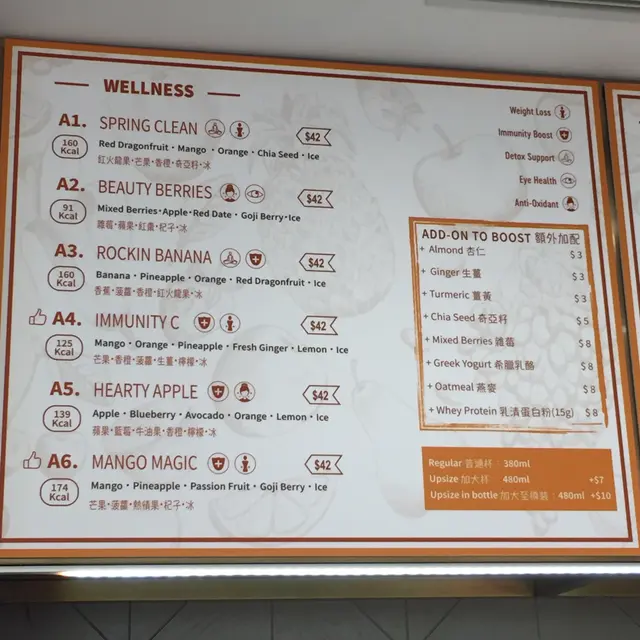 WELLNESS
A1. SPRING CLEAN $42
160 Kcal
Red Dragonfruit · Mango · Orange · Chia Seed · Ice
紅火龍果·芒果·香橙·奇亞籽·冰
A2. BEAUTY BERRIES $42
91 Kcal
Mixed Berries·Apple·Red Date · Goji Berry·Ice
雜莓·蘋果·紅棗·杞子·冰
A3. ROCKIN BANANA $42
160 Kcal
Banana · Pineapple · Orange · Red Dragonfruit · Ice
香蕉·菠蘿·香橙·紅火龍果·冰
A4. IMMUNITY C $42
125 Kcal
Mango · Orange · Pineapple · Fresh Ginger · Lemon · Ice
芒果·香橙·菠蘿·生薑·檸檬·冰
A5. HEARTY APPLE $42
139 Kcal
Apple · Blueberry · Avocado · Orange · Lemon · Ice
蘋果·藍莓·牛油果·香橙·檸檬·冰
A6. MANGO MAGIC $42
174 Kcal
Mango · Pineapple · Passion Fruit · Goji Berry · Ice
芒果·菠蘿·熱情果·杞子·冰
Weight Loss
Immunity Boost
Detox Support
Eye Health
Anti-Oxidant
ADD-ON TO BOOST 額外加配
+ Almond 杏仁 $3
+ Ginger 生薑 $3
+ Turmeric 薑黃 $3
+ Chia Seed 奇亞籽 $5
+ Mixed Berries 雜莓 $8
+ Greek Yogurt 希臘乳酪 $8
+ Oatmeal 燕麥 $8
+ Whey Protein 乳清蛋白粉(15g) $8
Regular 普通杯：380ml
Upsize 加大杯：480ml +$7
Upsize in bottle 加大至樽裝：480ml +$10